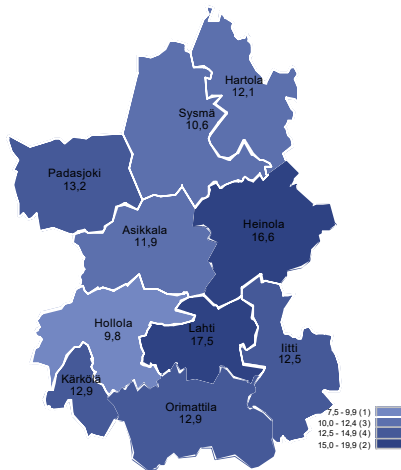 Hartola
12,1
Sysmä
10,6
Padasjoki
13,2
Asikkala
11,9
Heinola
16,6
Hollola
9,8
Lahti
17,5
Iitti
12,5
Kärkölä
12,9
Orimattila
12,9
7,5 - 9,9 (1)
10,0 - 12,4 (3)
12,5 - 14,9 (4)
15,0 - 19,9 (2)